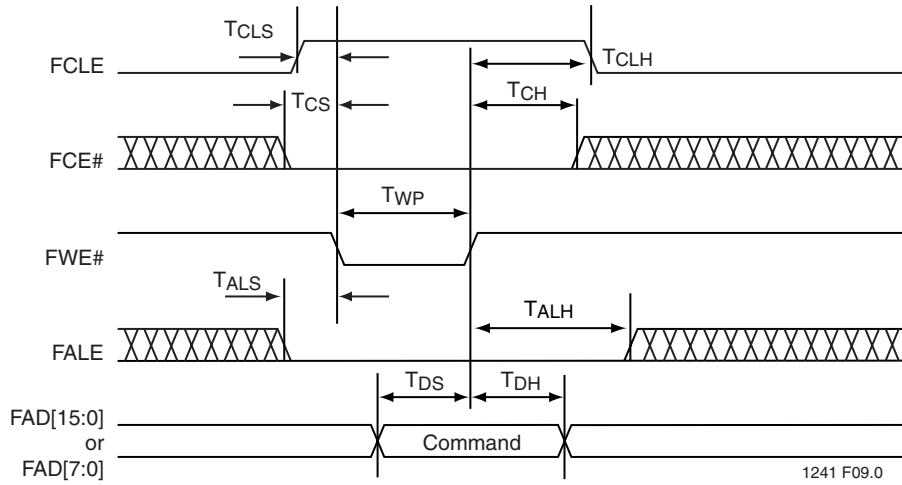 TCLS
FCLE
TCLH
TCS
TCH
FCE#
TWP
FWE#
TALS
TALH
FALE
TDS
TDH
FAD[15:0]
or
FAD[7:0]
Command
1241 F09.0